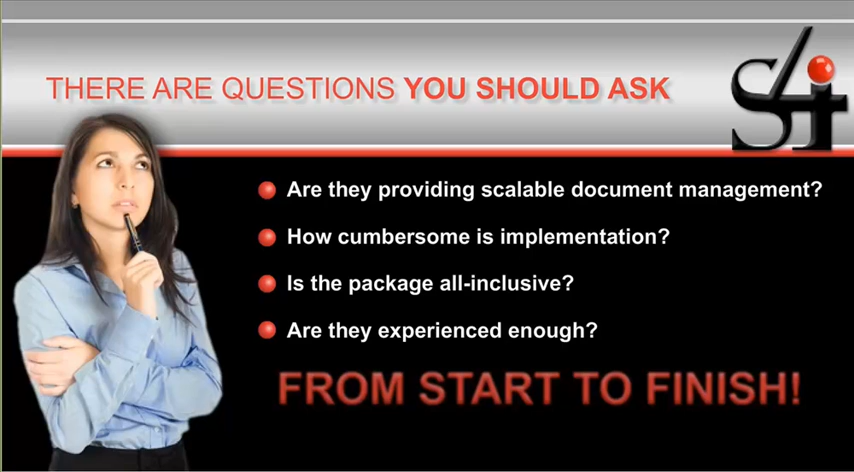 THERE ARE QUESTIONS YOU SHOULD ASK
S4i
Are they providing scalable document management?
How cumbersome is implementation?
Is the package all-inclusive?
Are they experienced enough?
FROM START TO FINISH!